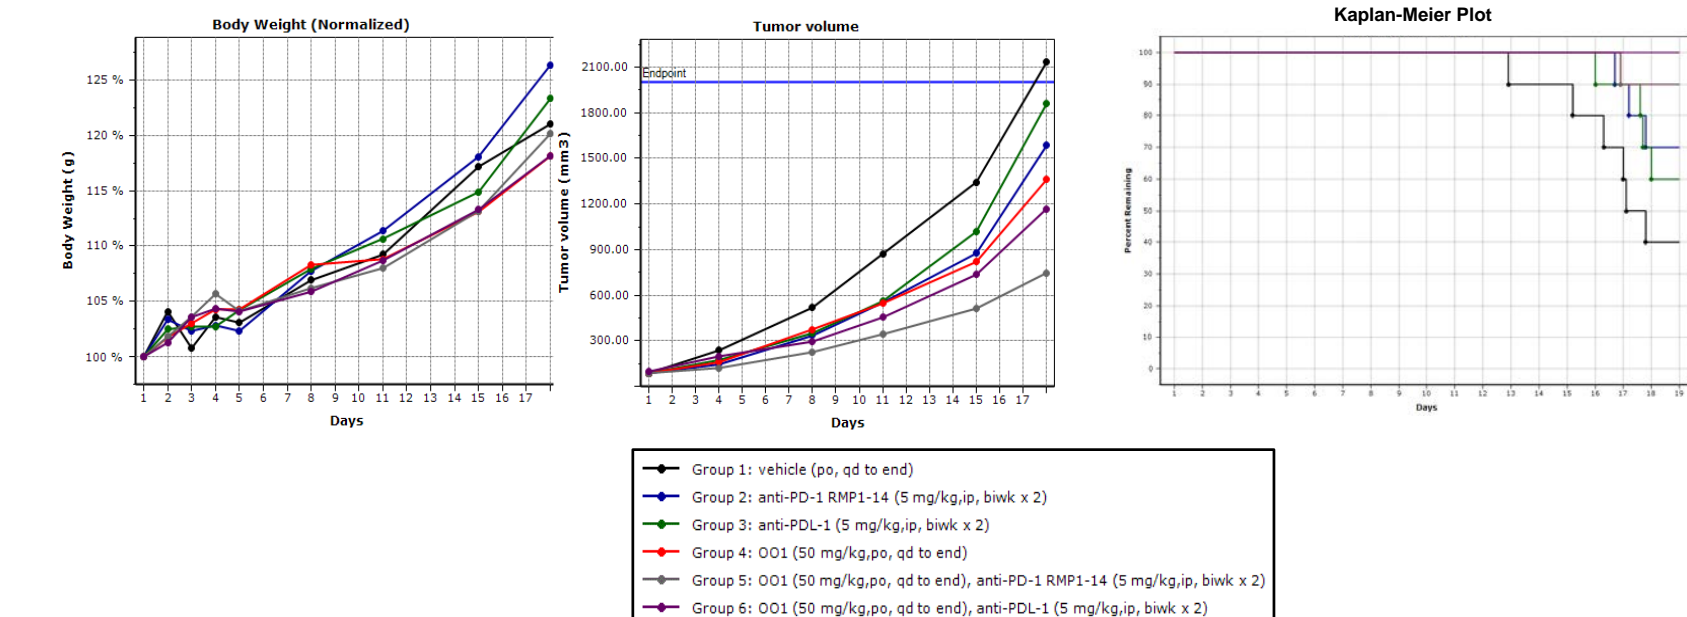 Body Weight (Normalized)
Body Weight (g)
125 %
120 %
115 %
110 %
105 %
100 %
1 2 3 4 5 6 7 8 9 10 11 12 13 14 15 16 17
Days
Tumor volume
Tumor volume (mm3)
Endpoint
2100.00
1800.00
1500.00
1200.00
900.00
600.00
300.00
1 2 3 4 5 6 7 8 9 10 11 12 13 14 15 16 17
Days
Kaplan-Meier Plot
Percent Remaining
100
90
80
70
60
50
40
30
20
10
0
1 2 3 4 5 6 7 8 9 10 11 12 13 14 15 16 17 18 19
Days
Group 1: vehicle (po, qd to end)
Group 2: anti-PD-1 RMP1-14 (5 mg/kg,ip, biwk x 2)
Group 3: anti-PDL-1 (5 mg/kg,ip, biwk x 2)
Group 4: OO1 (50 mg/kg,po, qd to end)
Group 5: OO1 (50 mg/kg,po, qd to end), anti-PD-1 RMP1-14 (5 mg/kg,ip, biwk x 2)
Group 6: OO1 (50 mg/kg,po, qd to end), anti-PDL-1 (5 mg/kg,ip, biwk x 2)